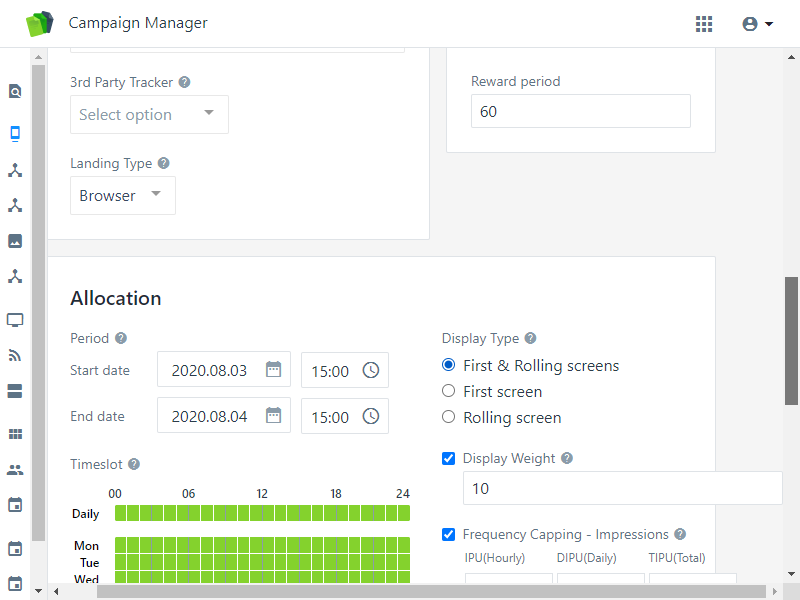 Campaign Manager
3rd Party Tracker
Select option
Landing Type
Browser
Reward period
60
Allocation
Period
Start date
2020.08.03
15:00
End date
2020.08.04
15:00
Timeslot
00 06 12 18 24
Daily
Mon
Tue
Wed
Display Type
First & Rolling screens
First screen
Rolling screen
Display Weight
10
Frequency Capping - Impressions
IPU(Hourly) DIPU(Daily) TIPU(Total)